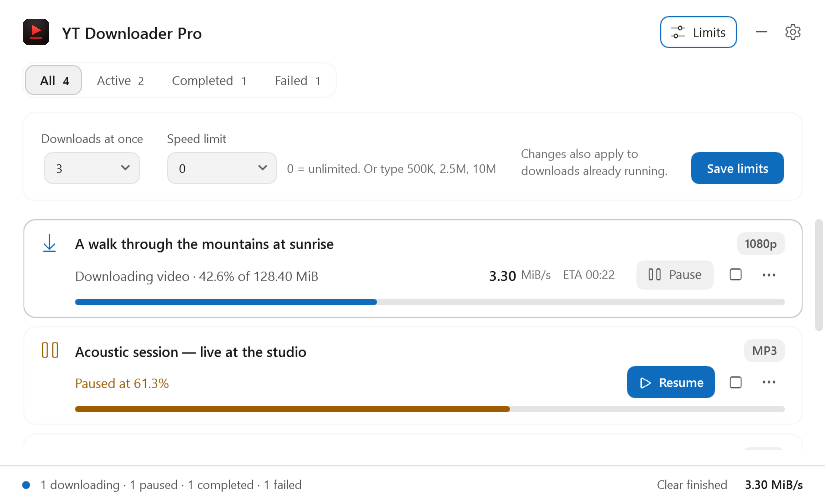 YT Downloader Pro
Limits
All 4
Active 2
Completed 1
Failed 1
Downloads at once
Speed limit
3
0
0 = unlimited. Or type 500K, 2.5M, 10M
Changes also apply to
downloads already running.
Save limits
A walk through the mountains at sunrise
1080p
Downloading video · 42.6% of 128.40 MiB
3.30 MiB/s
ETA 00:22
Pause
Acoustic session — live at the studio
MP3
Paused at 61.3%
Resume
1 downloading · 1 paused · 1 completed · 1 failed
Clear finished
3.30 MiB/s